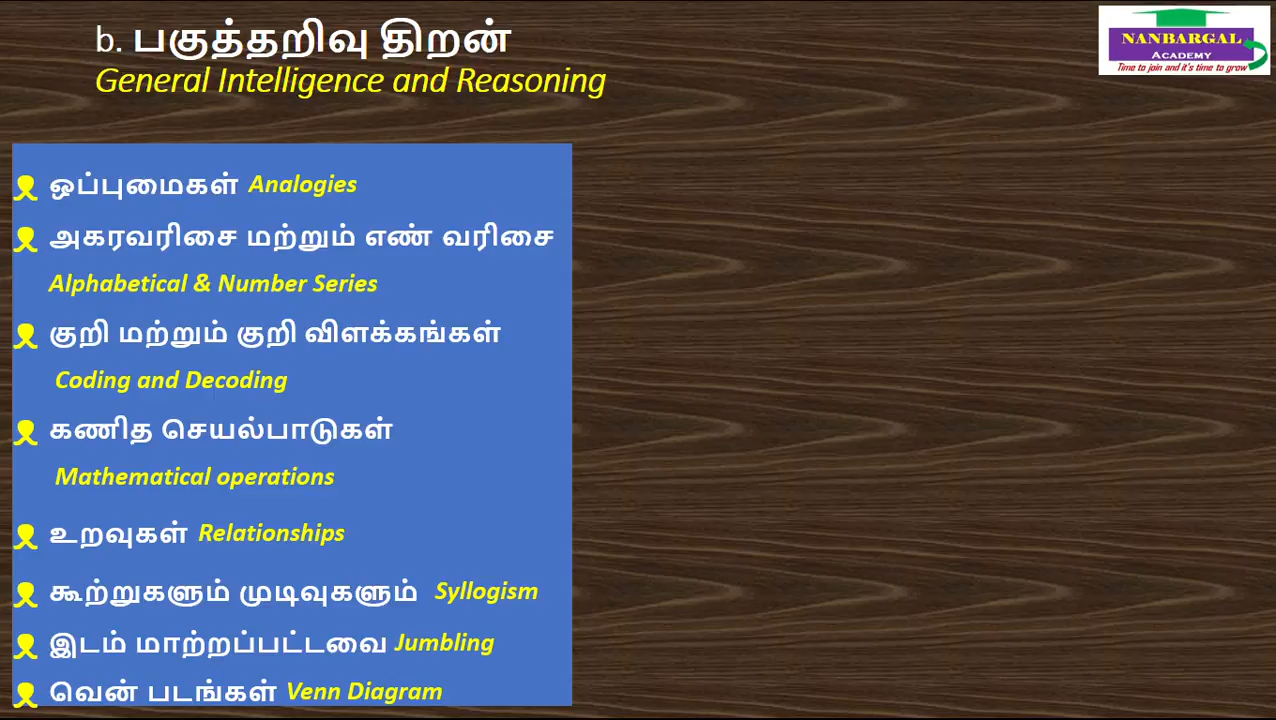 b. பகுத்தறிவு திறன்
General Intelligence and Reasoning
NANBARGAL
ACADEMY
Time to join and it's time to grow
ஒப்புமைகள் Analogies
அகரவரிசை மற்றும் எண் வரிசை
Alphabetical & Number Series
குறி மற்றும் குறி விளக்கங்கள்
Coding and Decoding
கணித செயல்பாடுகள்
Mathematical operations
உறவுகள் Relationships
கூற்றுகளும் முடிவுகளும் Syllogism
இடம் மாற்றப்பட்டவை Jumbling
வென் படங்கள் Venn Diagram